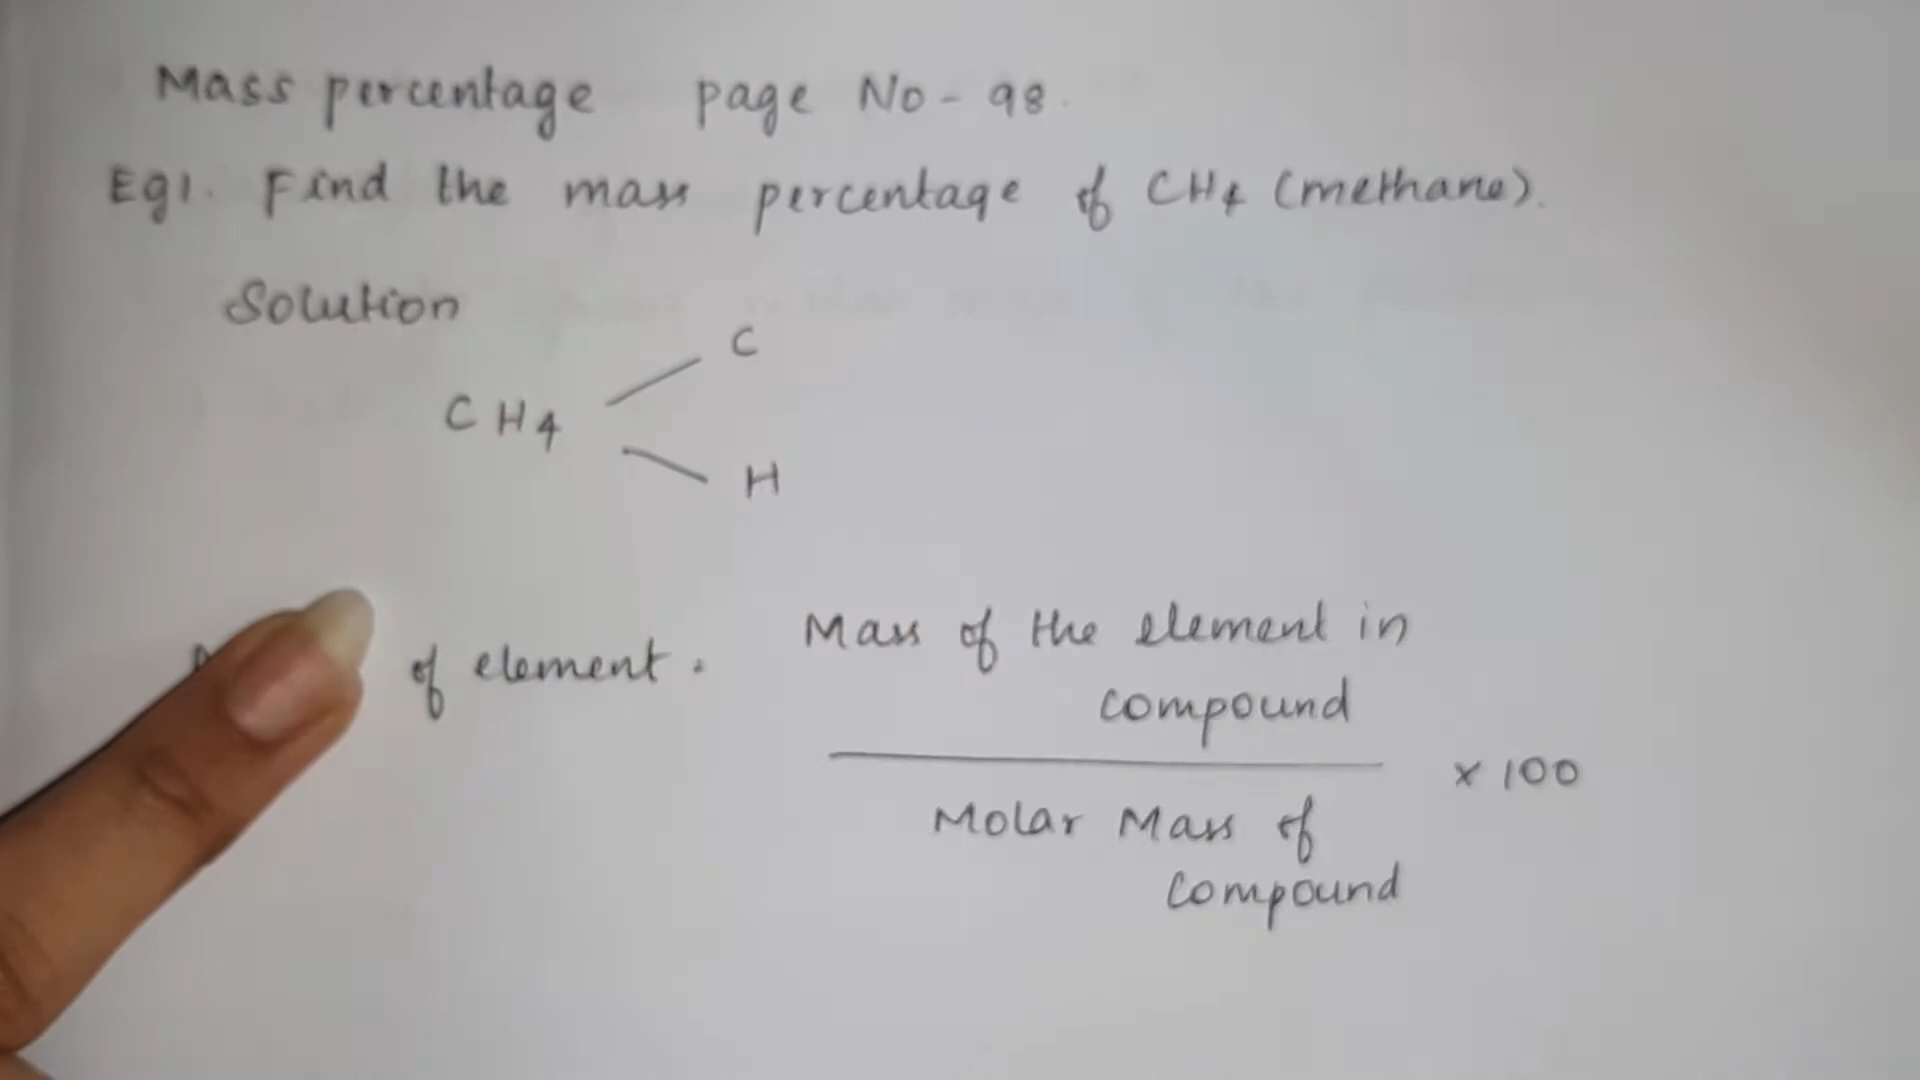 Mass percentage page No - 98.
Eg1. Find the mass percentage of CH4 (methane).
Solution
C
CH4
H
of element =
Mass of the element in
compound
x 100
Molar Mass of
compound